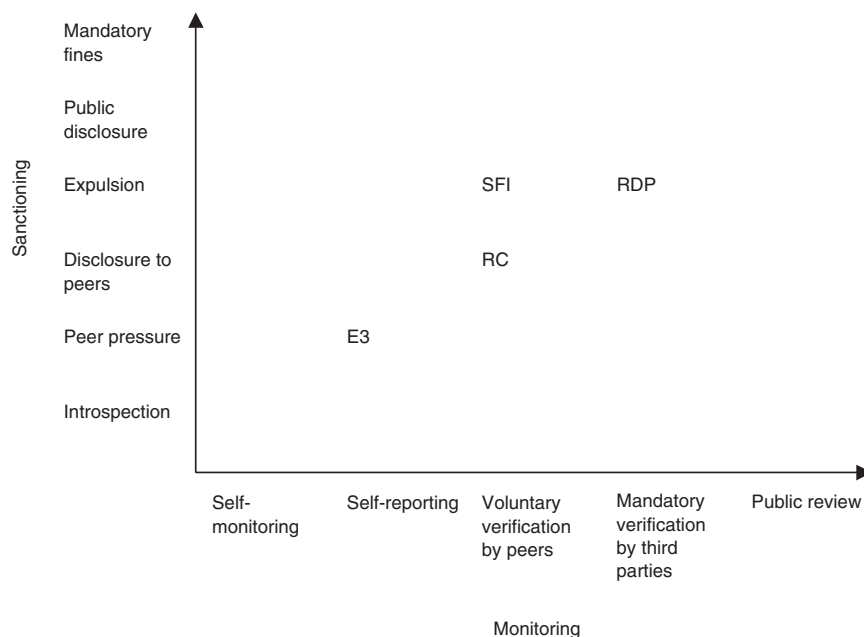 Mandatory
fines
Public
disclosure
Sanctioning
Expulsion
SFI
RDP
Disclosure to
peers
RC
Peer pressure
E3
Introspection
Self-
monitoring
Self-reporting
Voluntary
verification
by peers
Mandatory
verification
by third
parties
Public review
Monitoring